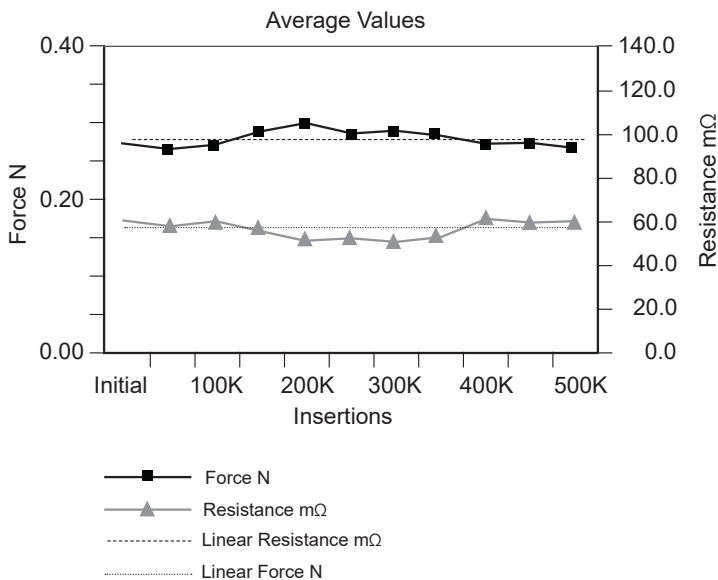 Average Values
0.40
0.20
0.00
Force N
140.0
120.0
100.0
80.0
60.0
40.0
20.0
0.0
Resistance mΩ
Initial 100K 200K 300K 400K 500K
Insertions
Force N
Resistance mΩ
Linear Resistance mΩ
Linear Force N